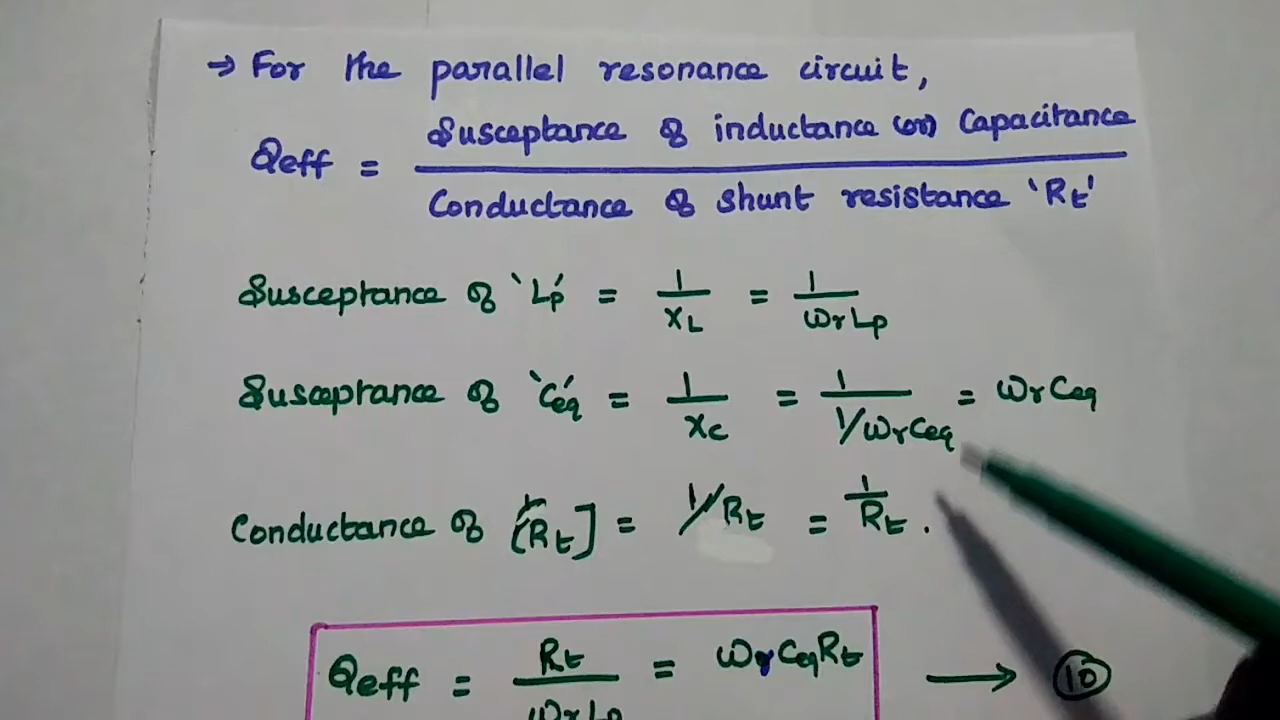 → For the parallel resonance circuit,
Qeff = Susceptance of inductance (or) Capacitance / Conductance of shunt resistance 'Rt'
Susceptance of 'Lp' = 1/XL = 1/ωrLp
Susceptance of 'Ceq' = 1/Xc = 1/1/ωrCeq = ωrCeq
Conductance of [Rt] = 1/Rt = 1/Rt.
Qeff = Rt/ωrLp = ωrCeqRt → 10